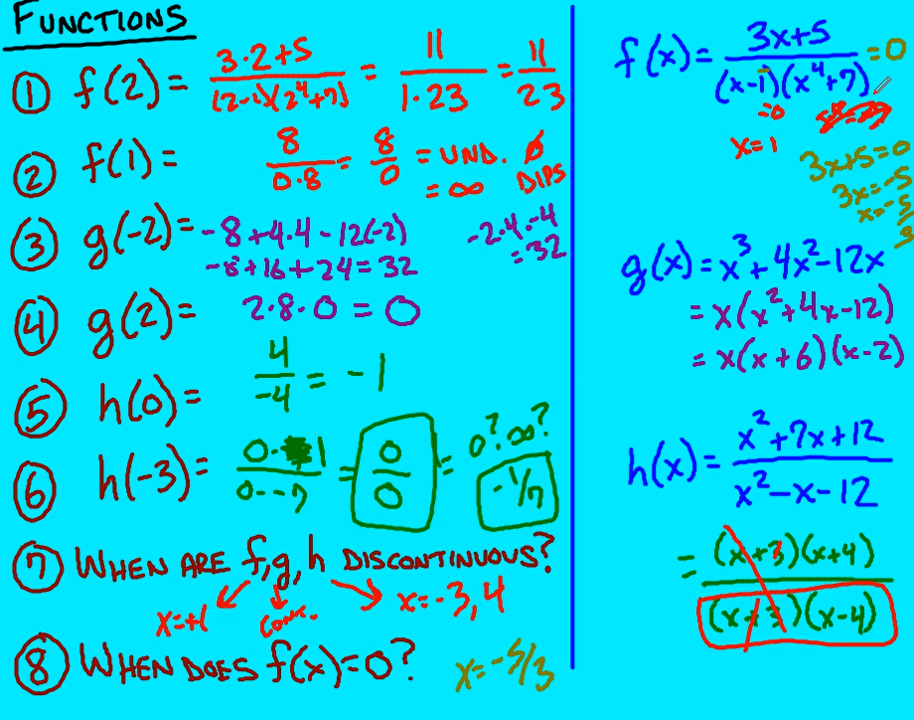 FUNCTIONS
① f(2) = (3·2+5)/((2-1)(2⁴+7)) = 11/(1·23) = 11/23
② f(1) = 8/(0·8) = 8/0 = UND. ∅
= ∞ DIPS
③ g(-2) = -8+4·4-12(-2)
-8+16+24=32
-2·4·-4
=32
④ g(2) = 2·8·0 = 0
⑤ h(0) = 4/-4 = -1
⑥ h(-3) = (0·1)/(0·-7) = 0/0 = 0? ∞?
-1/7
⑦ WHEN ARE f,g,h DISCONTINUOUS?
x=+1 CONT. x=-3,4
⑧ WHEN DOES f(x)=0? x=-5/3
f(x) = (3x+5)/((x-1)(x⁴+7)) = 0
=0
x=1
3x+5=0
3x=-5
x=-5/3
g(x)=x³+4x²-12x
= x(x²+4x-12)
= x(x+6)(x-2)
h(x) = (x²+7x+12)/(x²-x-12)
= ((x+3)(x+4))/((x+3)(x-4))